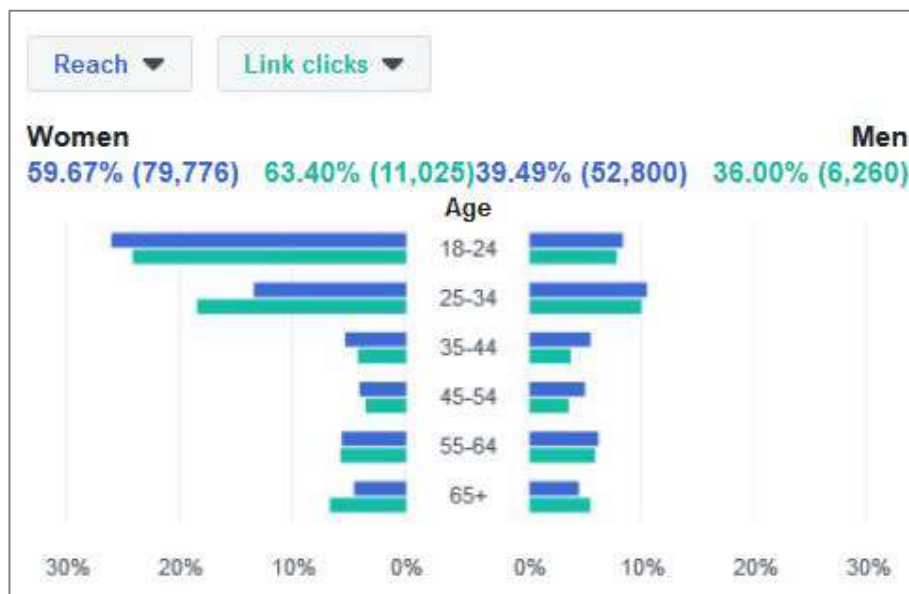 Reach Link clicks
Women Men
59.67% (79,776) 63.40% (11,025) 39.49% (52,800) 36.00% (6,260)
Age
18-24
25-34
35-44
45-54
55-64
65+
30% 20% 10% 0% 0% 10% 20% 30%